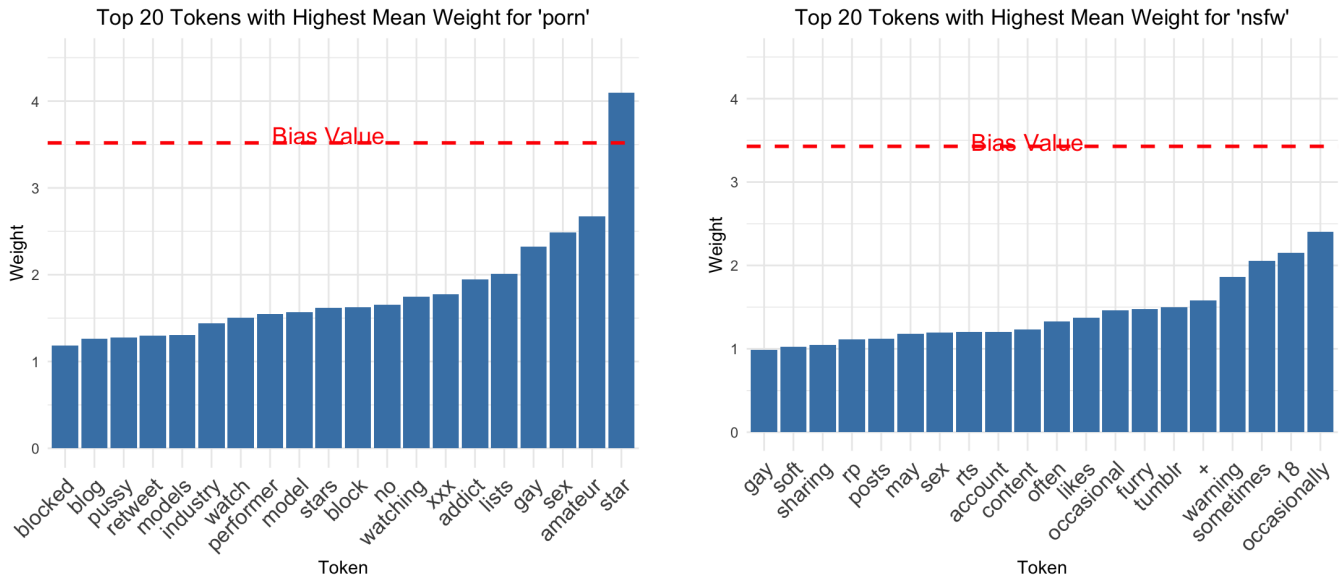 Top 20 Tokens with Highest Mean Weight for 'porn'
Weight
4
3
2
1
0
Bias Value
blocked
blog
pussy
retweet
models
industry
watch
performer
model
stars
block
no
watching
xxx
addict
lists
gay
sex
amateur
star
Token
Top 20 Tokens with Highest Mean Weight for 'nsfw'
Weight
4
3
2
1
0
Bias Value
gay
soft
sharing
rp
posts
may
sex
rts
account
content
often
likes
occasional
furry
tumblr
+
warning
sometimes
18
occasionally
Token